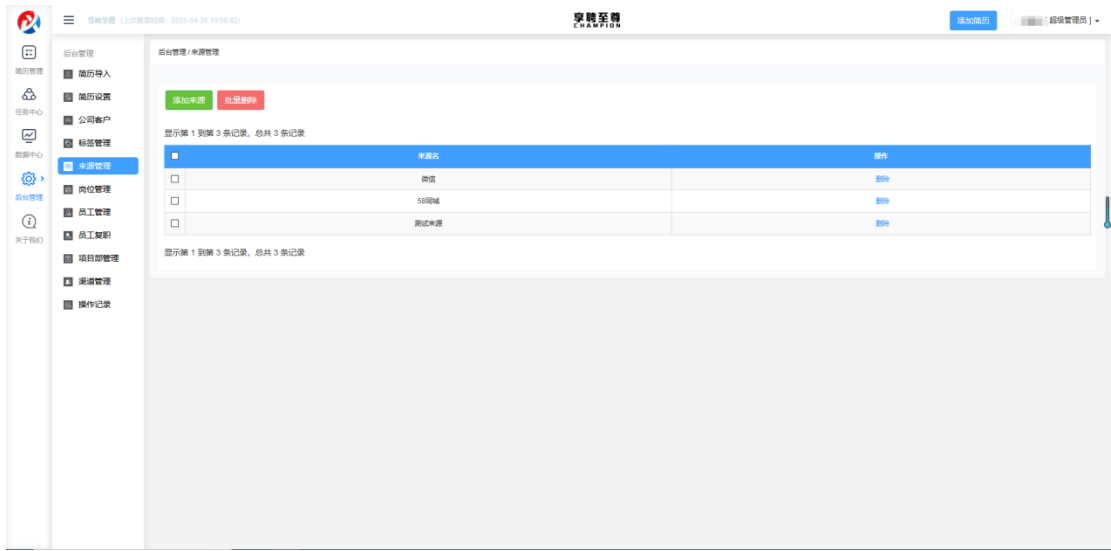 享聘至尊 (上次登录时间: 2020-04-26 10:58:42)
享聘至尊
CHAMPION
添加简历
[超级管理员]
简历管理
任务中心
数据中心
后台管理
关于我们
后台管理
简历导入
简历设置
公司客户
标签管理
来源管理
岗位管理
员工管理
员工复职
项目部管理
渠道管理
操作记录
后台管理 / 来源管理
添加来源 批量删除
显示第 1 到第 3 条记录，总共 3 条记录
来源名 操作
微信 删除
58同城 删除
测试来源 删除
显示第 1 到第 3 条记录，总共 3 条记录